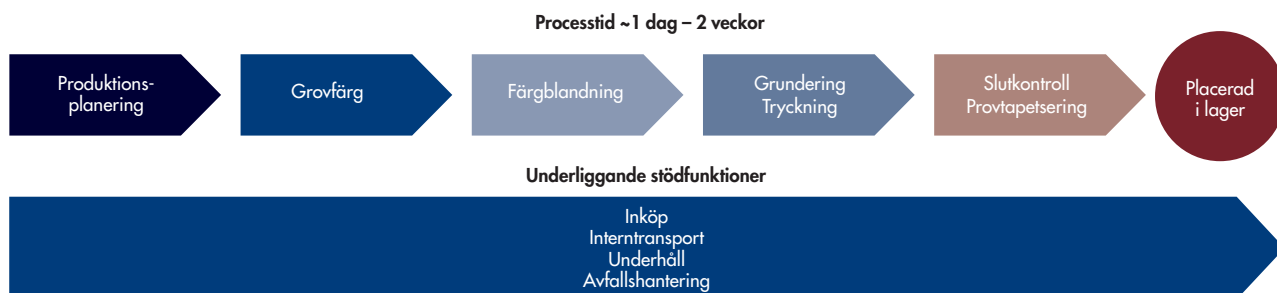 Processtid ~1 dag – 2 veckor
Produktions-
planering
Grovfärg
Färgblandning
Grundering
Tryckning
Slutkontroll
Provtapetsering
Placerad
i lager
Underliggande stödfunktioner
Inköp
Interntransport
Underhåll
Avfallshantering